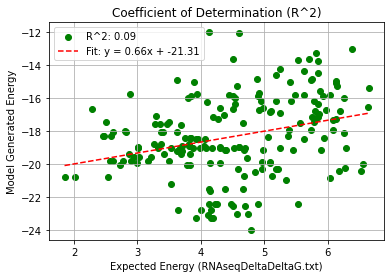 Coefficient of Determination (R^2)
R^2: 0.09
Fit: y = 0.66x + -21.31
Model Generated Energy
−12
−14
−16
−18
−20
−22
−24
2
3
4
5
6
Expected Energy (RNAseqDeltaDeltaG.txt)